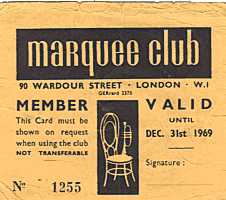 marquee club
90 WARDOUR STREET · LONDON · W.1
GERrard 2375
MEMBER
This Card must be
shown on request
when using the club
NOT TRANSFERABLE
VALID
UNTIL
DEC. 31st 1969
Signature :
Nº 1255